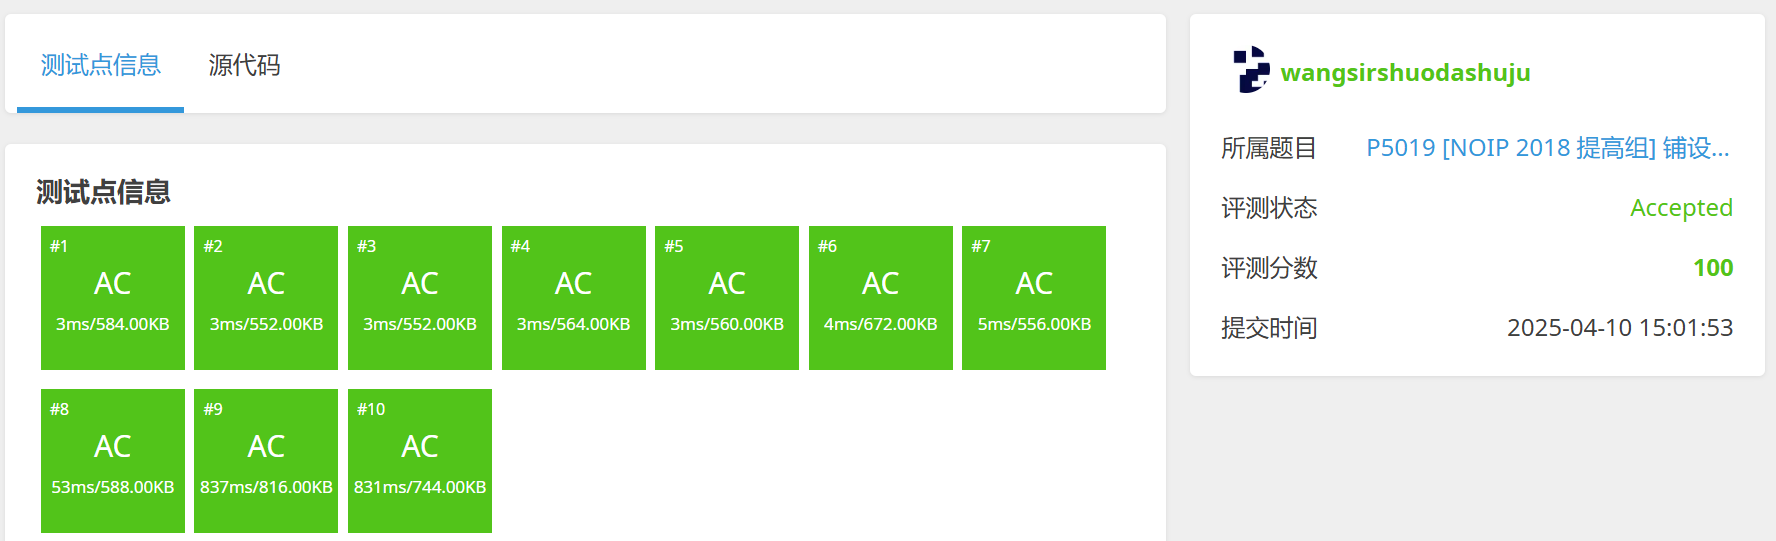 测试点信息 源代码
wangsirshuodashuju
所属题目 P5019 [NOIP 2018 提高组] 铺设...
评测状态 Accepted
评测分数 100
提交时间 2025-04-10 15:01:53
测试点信息
#1 #2 #3 #4 #5 #6 #7
AC AC AC AC AC AC AC
3ms/584.00KB 3ms/552.00KB 3ms/552.00KB 3ms/564.00KB 3ms/560.00KB 4ms/672.00KB 5ms/556.00KB
#8 #9 #10
AC AC AC
53ms/588.00KB 837ms/816.00KB 831ms/744.00KB